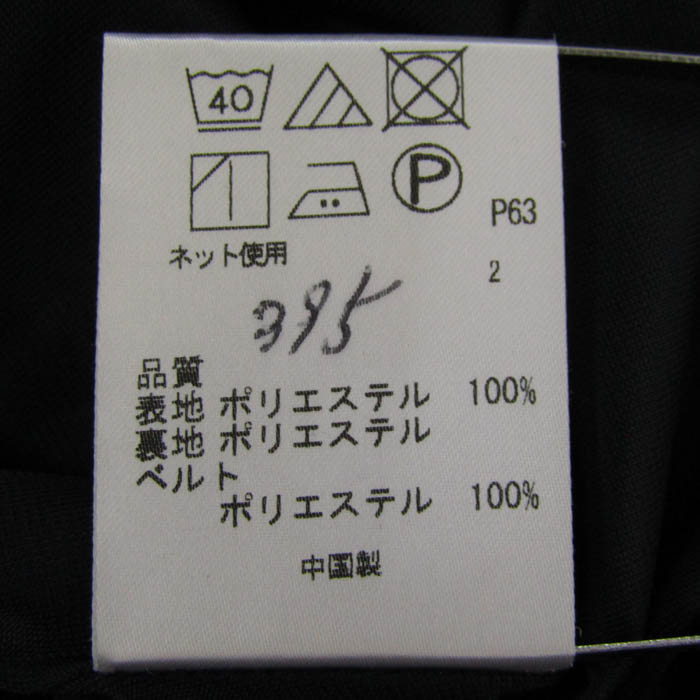 40
P
P63
ネット使用
2
395
品質
表地 ポリエステル 100%
裏地 ポリエステル
ベルト
ポリエステル 100%
中国製